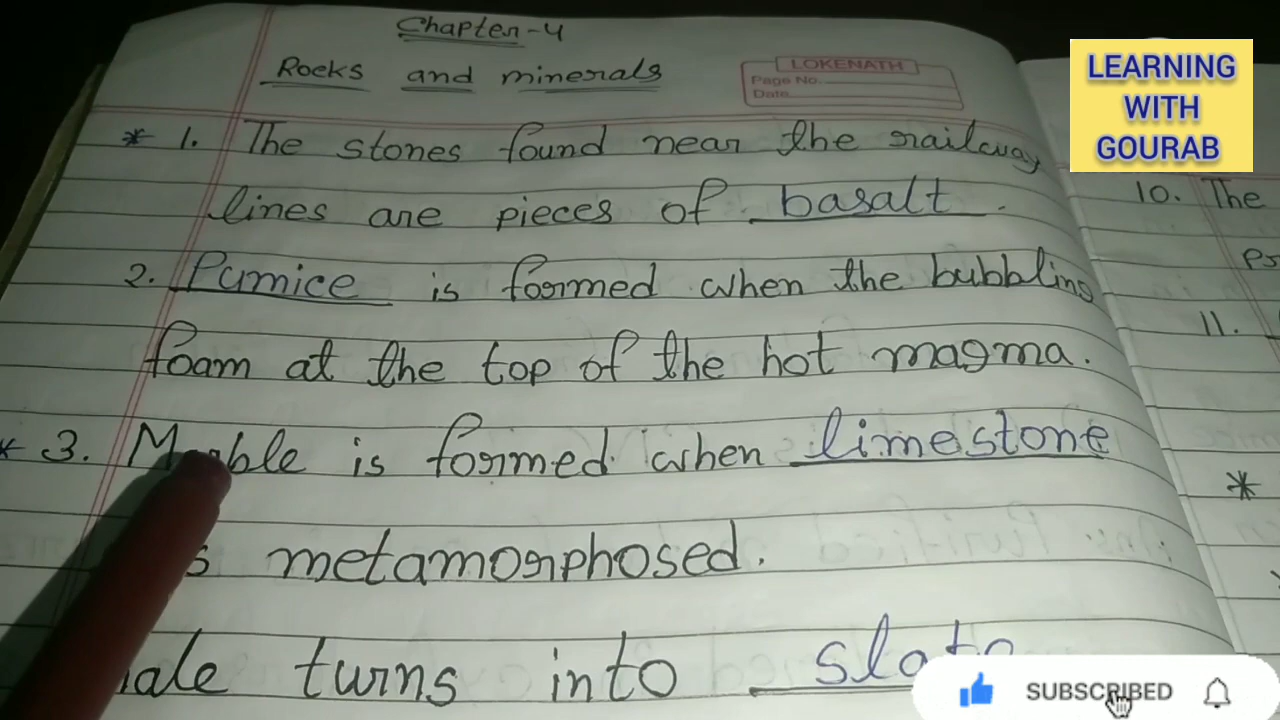 Chapter-4
Rocks and minerals
LOKENATH
Page No.
Date
* 1. The stones found near the railway
lines are pieces of basalt.
2. Pumice is formed when the bubbling
foam at the top of the hot magma.
* 3. Marble is formed when limestone
metamorphosed.
turns into slate
10. The
11.
*
LEARNING
WITH
GOURAB
SUBSCRIBED